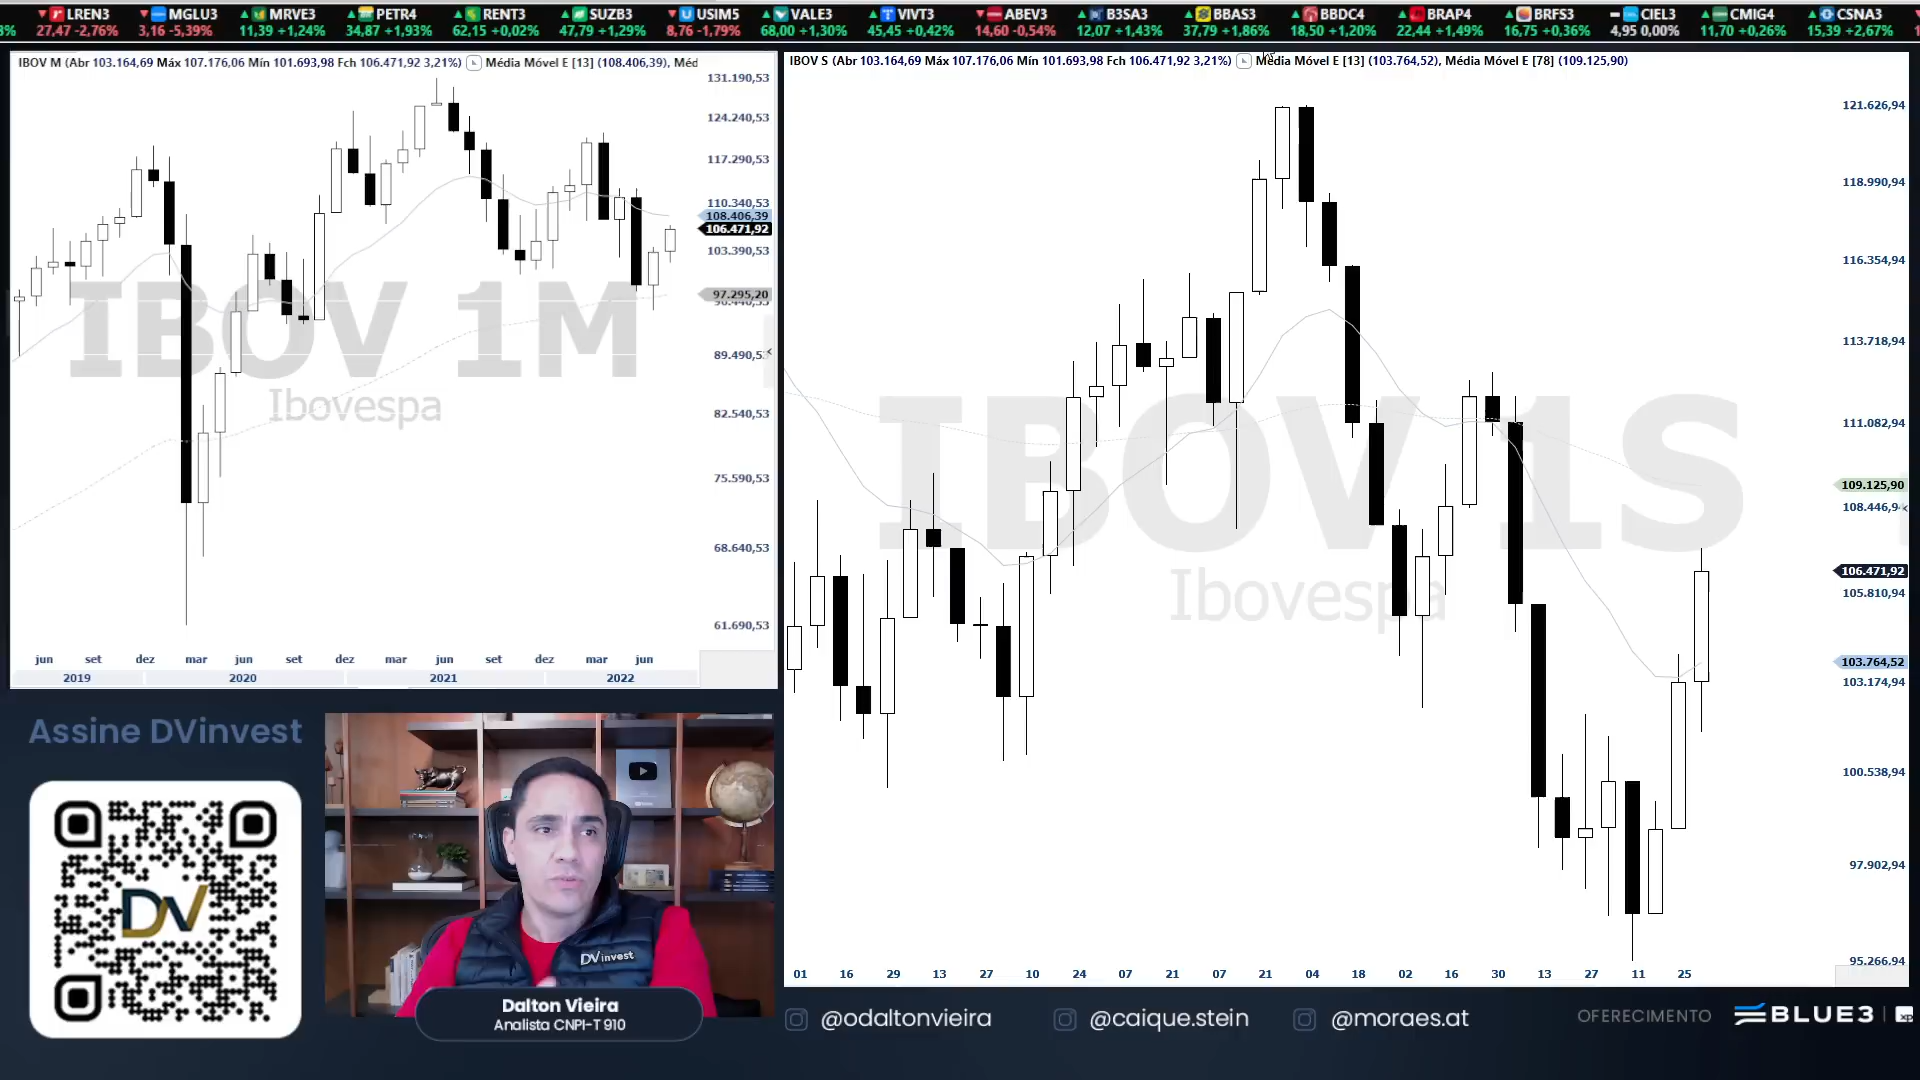 LREN3 MGLU3 MRVE3 PETR4 RENT3 SUZB3 USIM5 VALE3 VIVT3 ABEV3 B3SA3 BBAS3 BBDC4 BRAP4 BRFS3 CIEL3 CMIG4 CSNA3
27,47 -2,76% 3,16 -5,39% 11,39 +1,24% 34,87 +1,93% 62,15 +0,02% 47,79 +1,29% 8,76 -1,79% 68,00 +1,30% 45,45 +0,42% 14,60 -0,54% 12,07 +1,43% 37,79 +1,86% 18,50 +1,20% 22,44 +1,49% 16,75 +0,36% 4,95 0,00% 11,70 +0,26% 15,39 +2,67%
IBOV M (Abr 103.164,69 Máx 107.176,06 Mín 101.693,98 Fch 106.471,92 3,21%) Média Móvel E [13] (108.406,39), Méd
131.190,53
124.240,53
117.290,53
110.340,53
108.406,39
106.471,92
103.390,53
97.295,20
89.490,53
82.540,53
75.590,53
68.640,53
61.690,53
IBOV 1M
Ibovespa
jun set dez mar jun set dez mar jun set dez mar jun
2019 2020 2021 2022
IBOV S (Abr 103.164,69 Máx 107.176,06 Mín 101.693,98 Fch 106.471,92 3,21%) Média Móvel E [13] (103.764,52), Média Móvel E [78] (109.125,90)
121.626,94
118.990,94
116.354,94
113.718,94
111.082,94
109.125,90
108.446,94
106.471,92
105.810,94
103.764,52
103.174,94
100.538,94
97.902,94
95.266,94
IBOV 1S
Ibovespa
01 16 29 13 27 10 24 07 21 07 21 04 18 02 16 30 13 27 11 25
Assine DVinvest
DV
DVinvest
Dalton Vieira
Analista CNPI-T 910
@odaltonvieira @caique.stein @moraes.at
OFERECIMENTO BLUE3 | xp